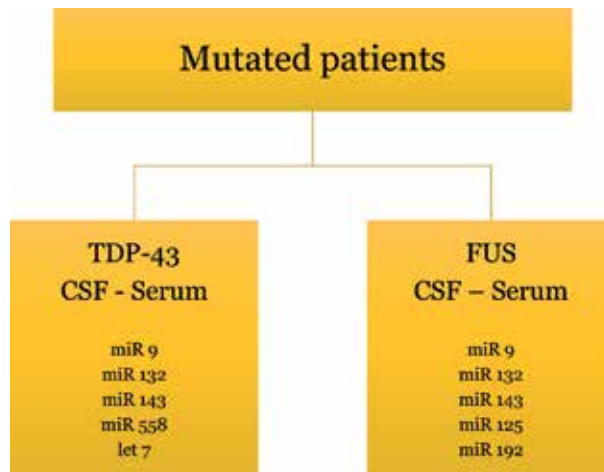 Mutated patients
TDP-43
CSF - Serum
miR 9
miR 132
miR 143
miR 558
let 7
FUS
CSF – Serum
miR 9
miR 132
miR 143
miR 125
miR 192